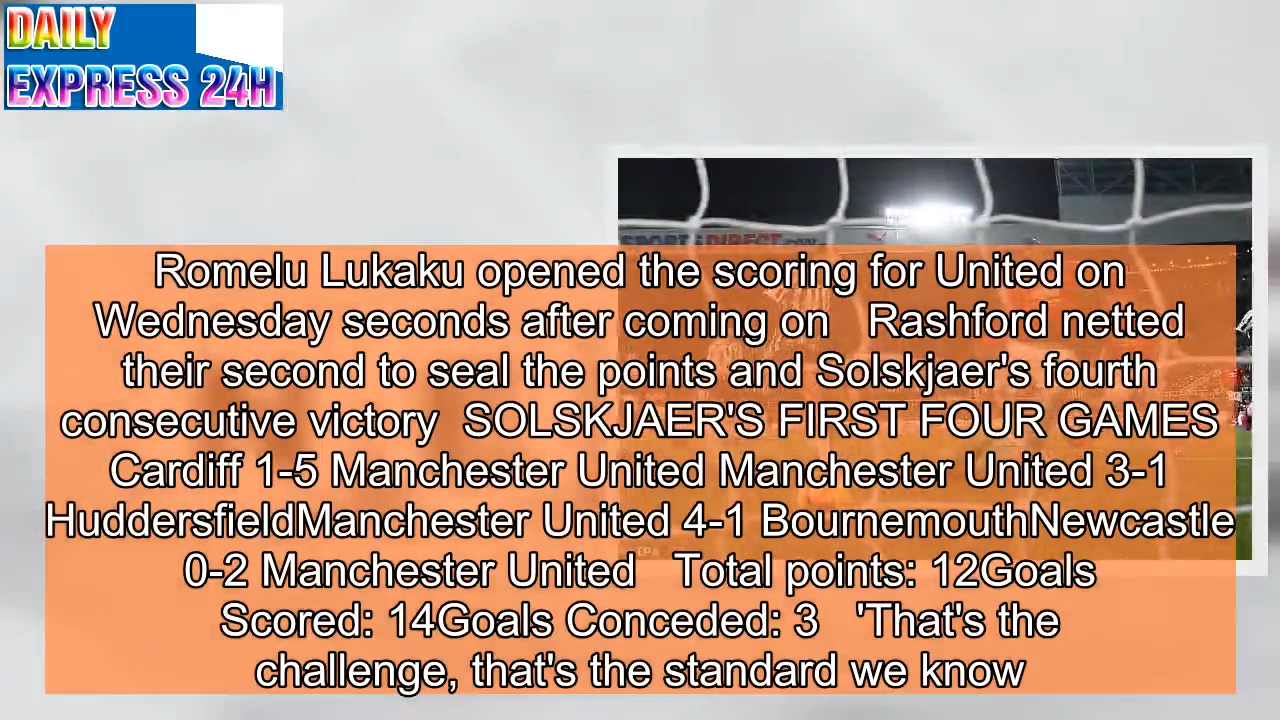 DAILY
EXPRESS 24H
SPORTSDIRECT.com
Romelu Lukaku opened the scoring for United on
Wednesday seconds after coming on   Rashford netted
their second to seal the points and Solskjaer's fourth
consecutive victory  SOLSKJAER'S FIRST FOUR GAMES
Cardiff 1-5 Manchester United Manchester United 3-1
HuddersfieldManchester United 4-1 BournemouthNewcastle
0-2 Manchester United   Total points: 12Goals
Scored: 14Goals Conceded: 3   'That's the
challenge, that's the standard we know